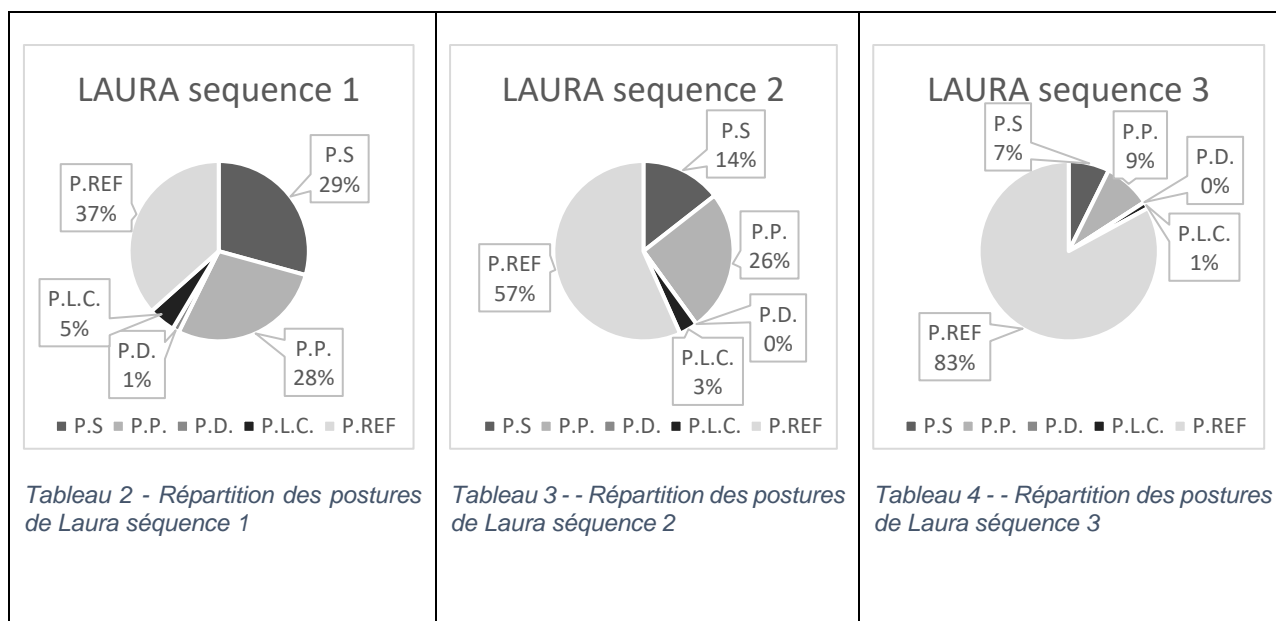 LAURA sequence 1
P.S
29%
P.REF
37%
P.L.C.
5%
P.D.
1%
P.P.
28%
P.S P.P. P.D. P.L.C. P.REF
Tableau 2 - Répartition des postures
de Laura séquence 1
LAURA sequence 2
P.S
14%
P.P.
26%
P.REF
57%
P.D.
0%
P.L.C.
3%
P.S P.P. P.D. P.L.C. P.REF
Tableau 3 - - Répartition des postures
de Laura séquence 2
LAURA sequence 3
P.S
7%
P.P.
9%
P.D.
0%
P.L.C.
1%
P.REF
83%
P.S P.P. P.D. P.L.C. P.REF
Tableau 4 - - Répartition des postures
de Laura séquence 3